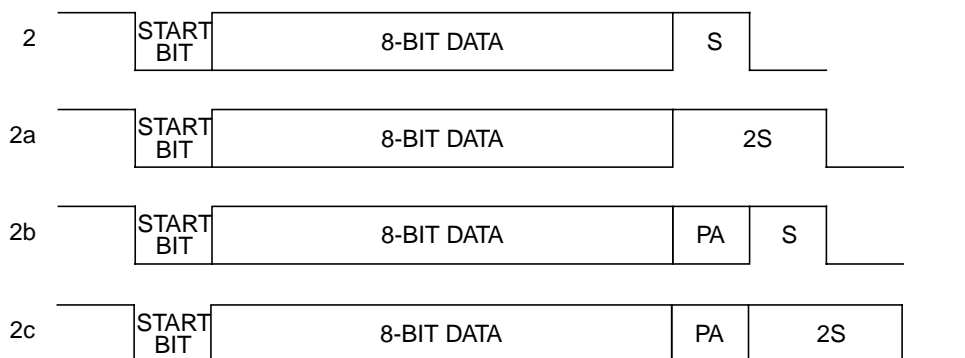 2 START BIT 8-BIT DATA S
2a START BIT 8-BIT DATA 2S
2b START BIT 8-BIT DATA PA S
2c START BIT 8-BIT DATA PA 2S